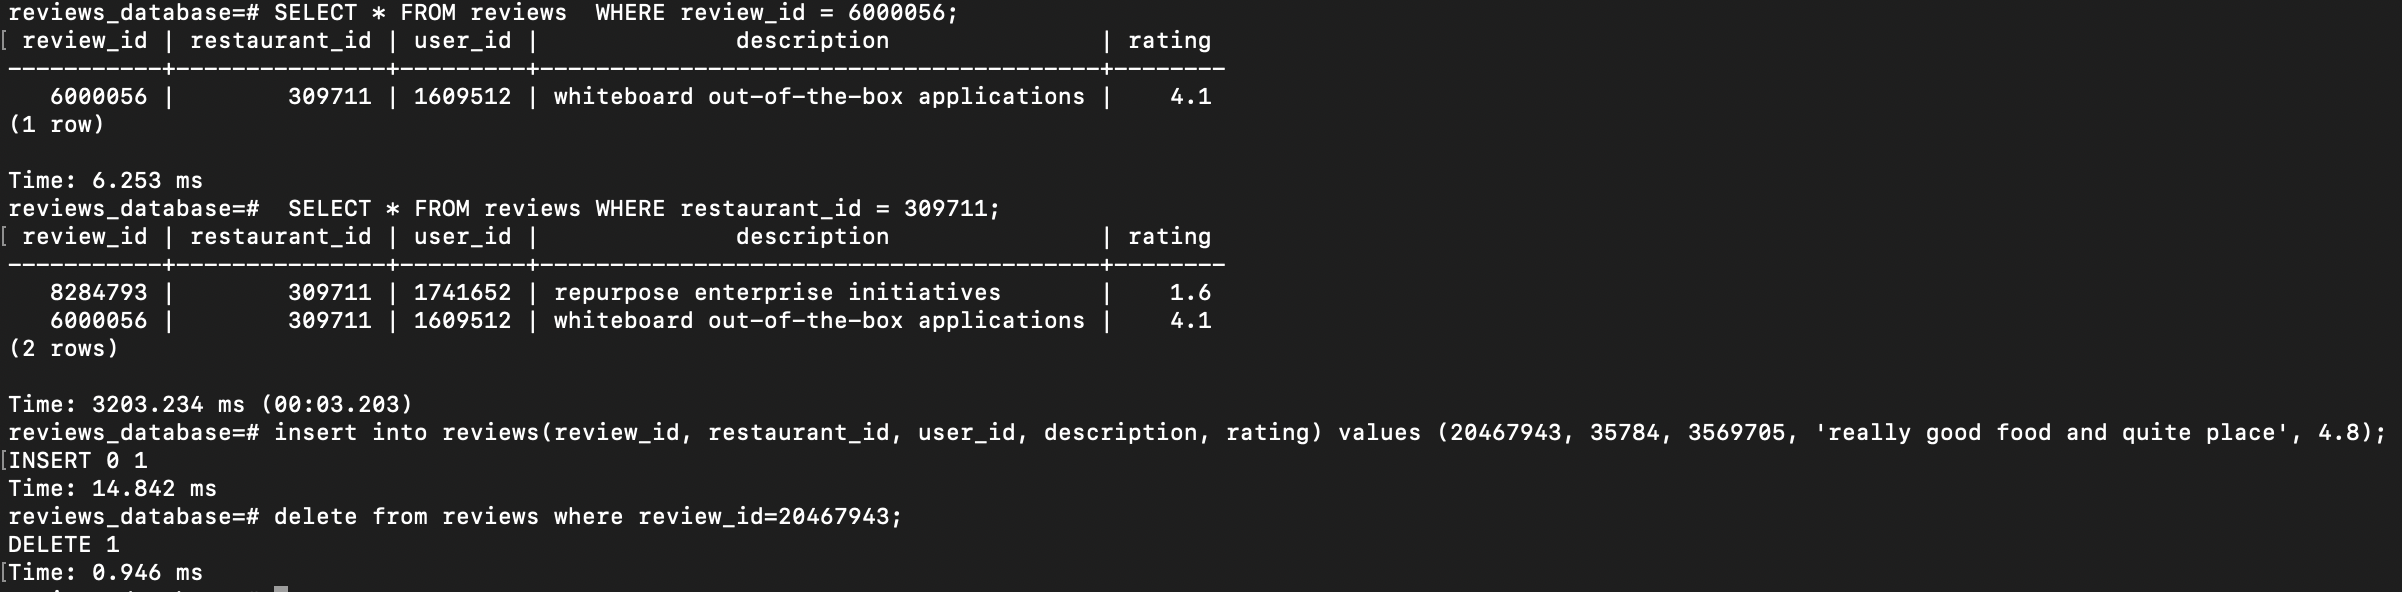 reviews_database=# SELECT * FROM reviews  WHERE review_id = 6000056;
[ review_id | restaurant_id | user_id |              description               | rating
-----------+---------------+---------+----------------------------------------+--------
   6000056 |        309711 | 1609512 | whiteboard out-of-the-box applications |    4.1
(1 row)

Time: 6.253 ms
reviews_database=#  SELECT * FROM reviews WHERE restaurant_id = 309711;
[ review_id | restaurant_id | user_id |              description               | rating
-----------+---------------+---------+----------------------------------------+--------
   8284793 |        309711 | 1741652 | repurpose enterprise initiatives       |    1.6
   6000056 |        309711 | 1609512 | whiteboard out-of-the-box applications |    4.1
(2 rows)

Time: 3203.234 ms (00:03.203)
reviews_database=# insert into reviews(review_id, restaurant_id, user_id, description, rating) values (20467943, 35784, 3569705, 'really good food and quite place', 4.8);
[INSERT 0 1
Time: 14.842 ms
reviews_database=# delete from reviews where review_id=20467943;
DELETE 1
[Time: 0.946 ms